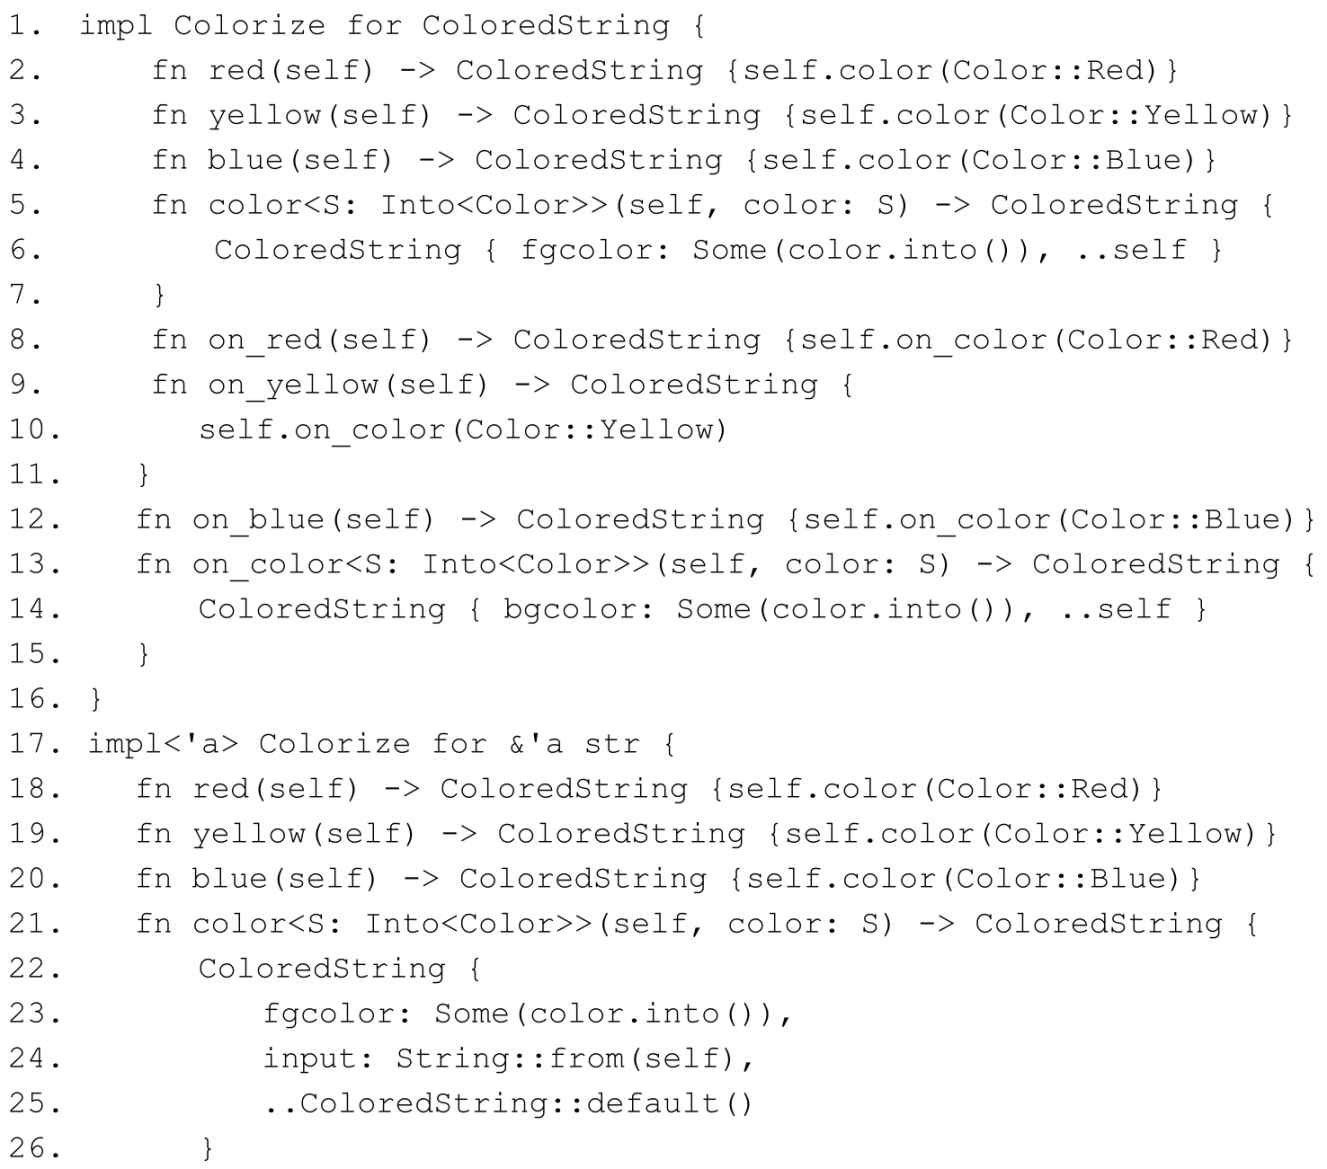 1. impl Colorize for ColoredString {
2.     fn red(self) -> ColoredString {self.color(Color::Red)}
3.     fn yellow(self) -> ColoredString {self.color(Color::Yellow)}
4.     fn blue(self) -> ColoredString {self.color(Color::Blue)}
5.     fn color<S: Into<Color>>(self, color: S) -> ColoredString {
6.         ColoredString { fgcolor: Some(color.into()), ..self }
7.     }
8.     fn on_red(self) -> ColoredString {self.on_color(Color::Red)}
9.     fn on_yellow(self) -> ColoredString {
10.        self.on_color(Color::Yellow)
11.    }
12.    fn on_blue(self) -> ColoredString {self.on_color(Color::Blue)}
13.    fn on_color<S: Into<Color>>(self, color: S) -> ColoredString {
14.        ColoredString { bgcolor: Some(color.into()), ..self }
15.    }
16. }
17. impl<'a> Colorize for &'a str {
18.    fn red(self) -> ColoredString {self.color(Color::Red)}
19.    fn yellow(self) -> ColoredString {self.color(Color::Yellow)}
20.    fn blue(self) -> ColoredString {self.color(Color::Blue)}
21.    fn color<S: Into<Color>>(self, color: S) -> ColoredString {
22.        ColoredString {
23.            fgcolor: Some(color.into()),
24.            input: String::from(self),
25.            ..ColoredString::default()
26.        }